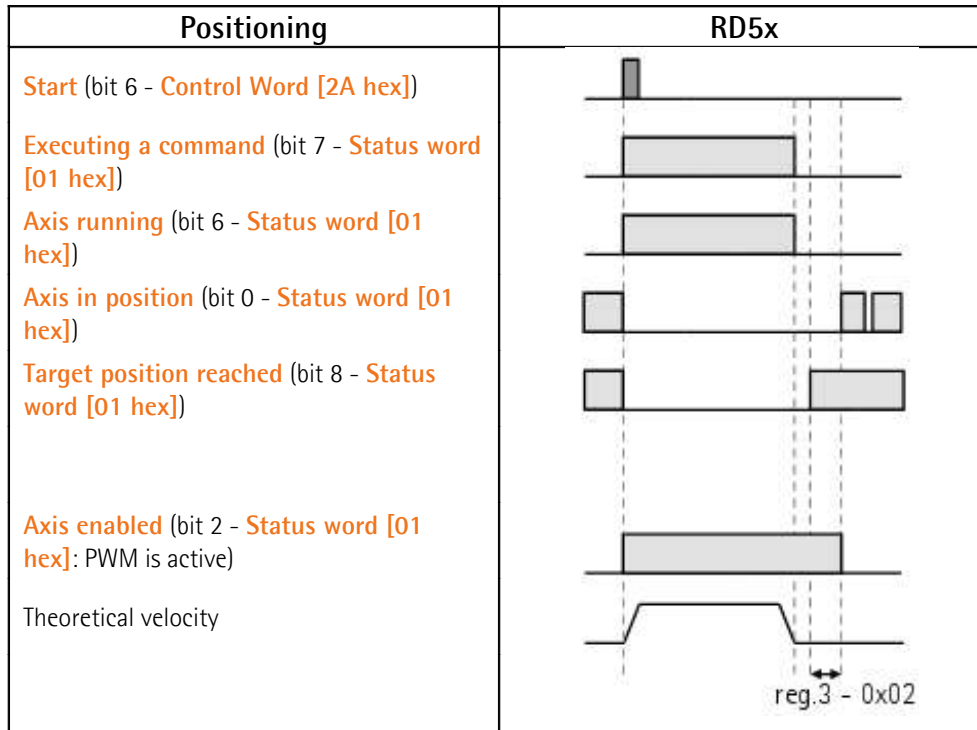 Positioning
RD5x
Start (bit 6 - Control Word [2A hex])
Executing a command (bit 7 - Status word
[01 hex])
Axis running (bit 6 - Status word [01
hex])
Axis in position (bit 0 - Status word [01
hex])
Target position reached (bit 8 - Status
word [01 hex])
Axis enabled (bit 2 - Status word [01
hex]: PWM is active)
Theoretical velocity
reg.3 - 0x02